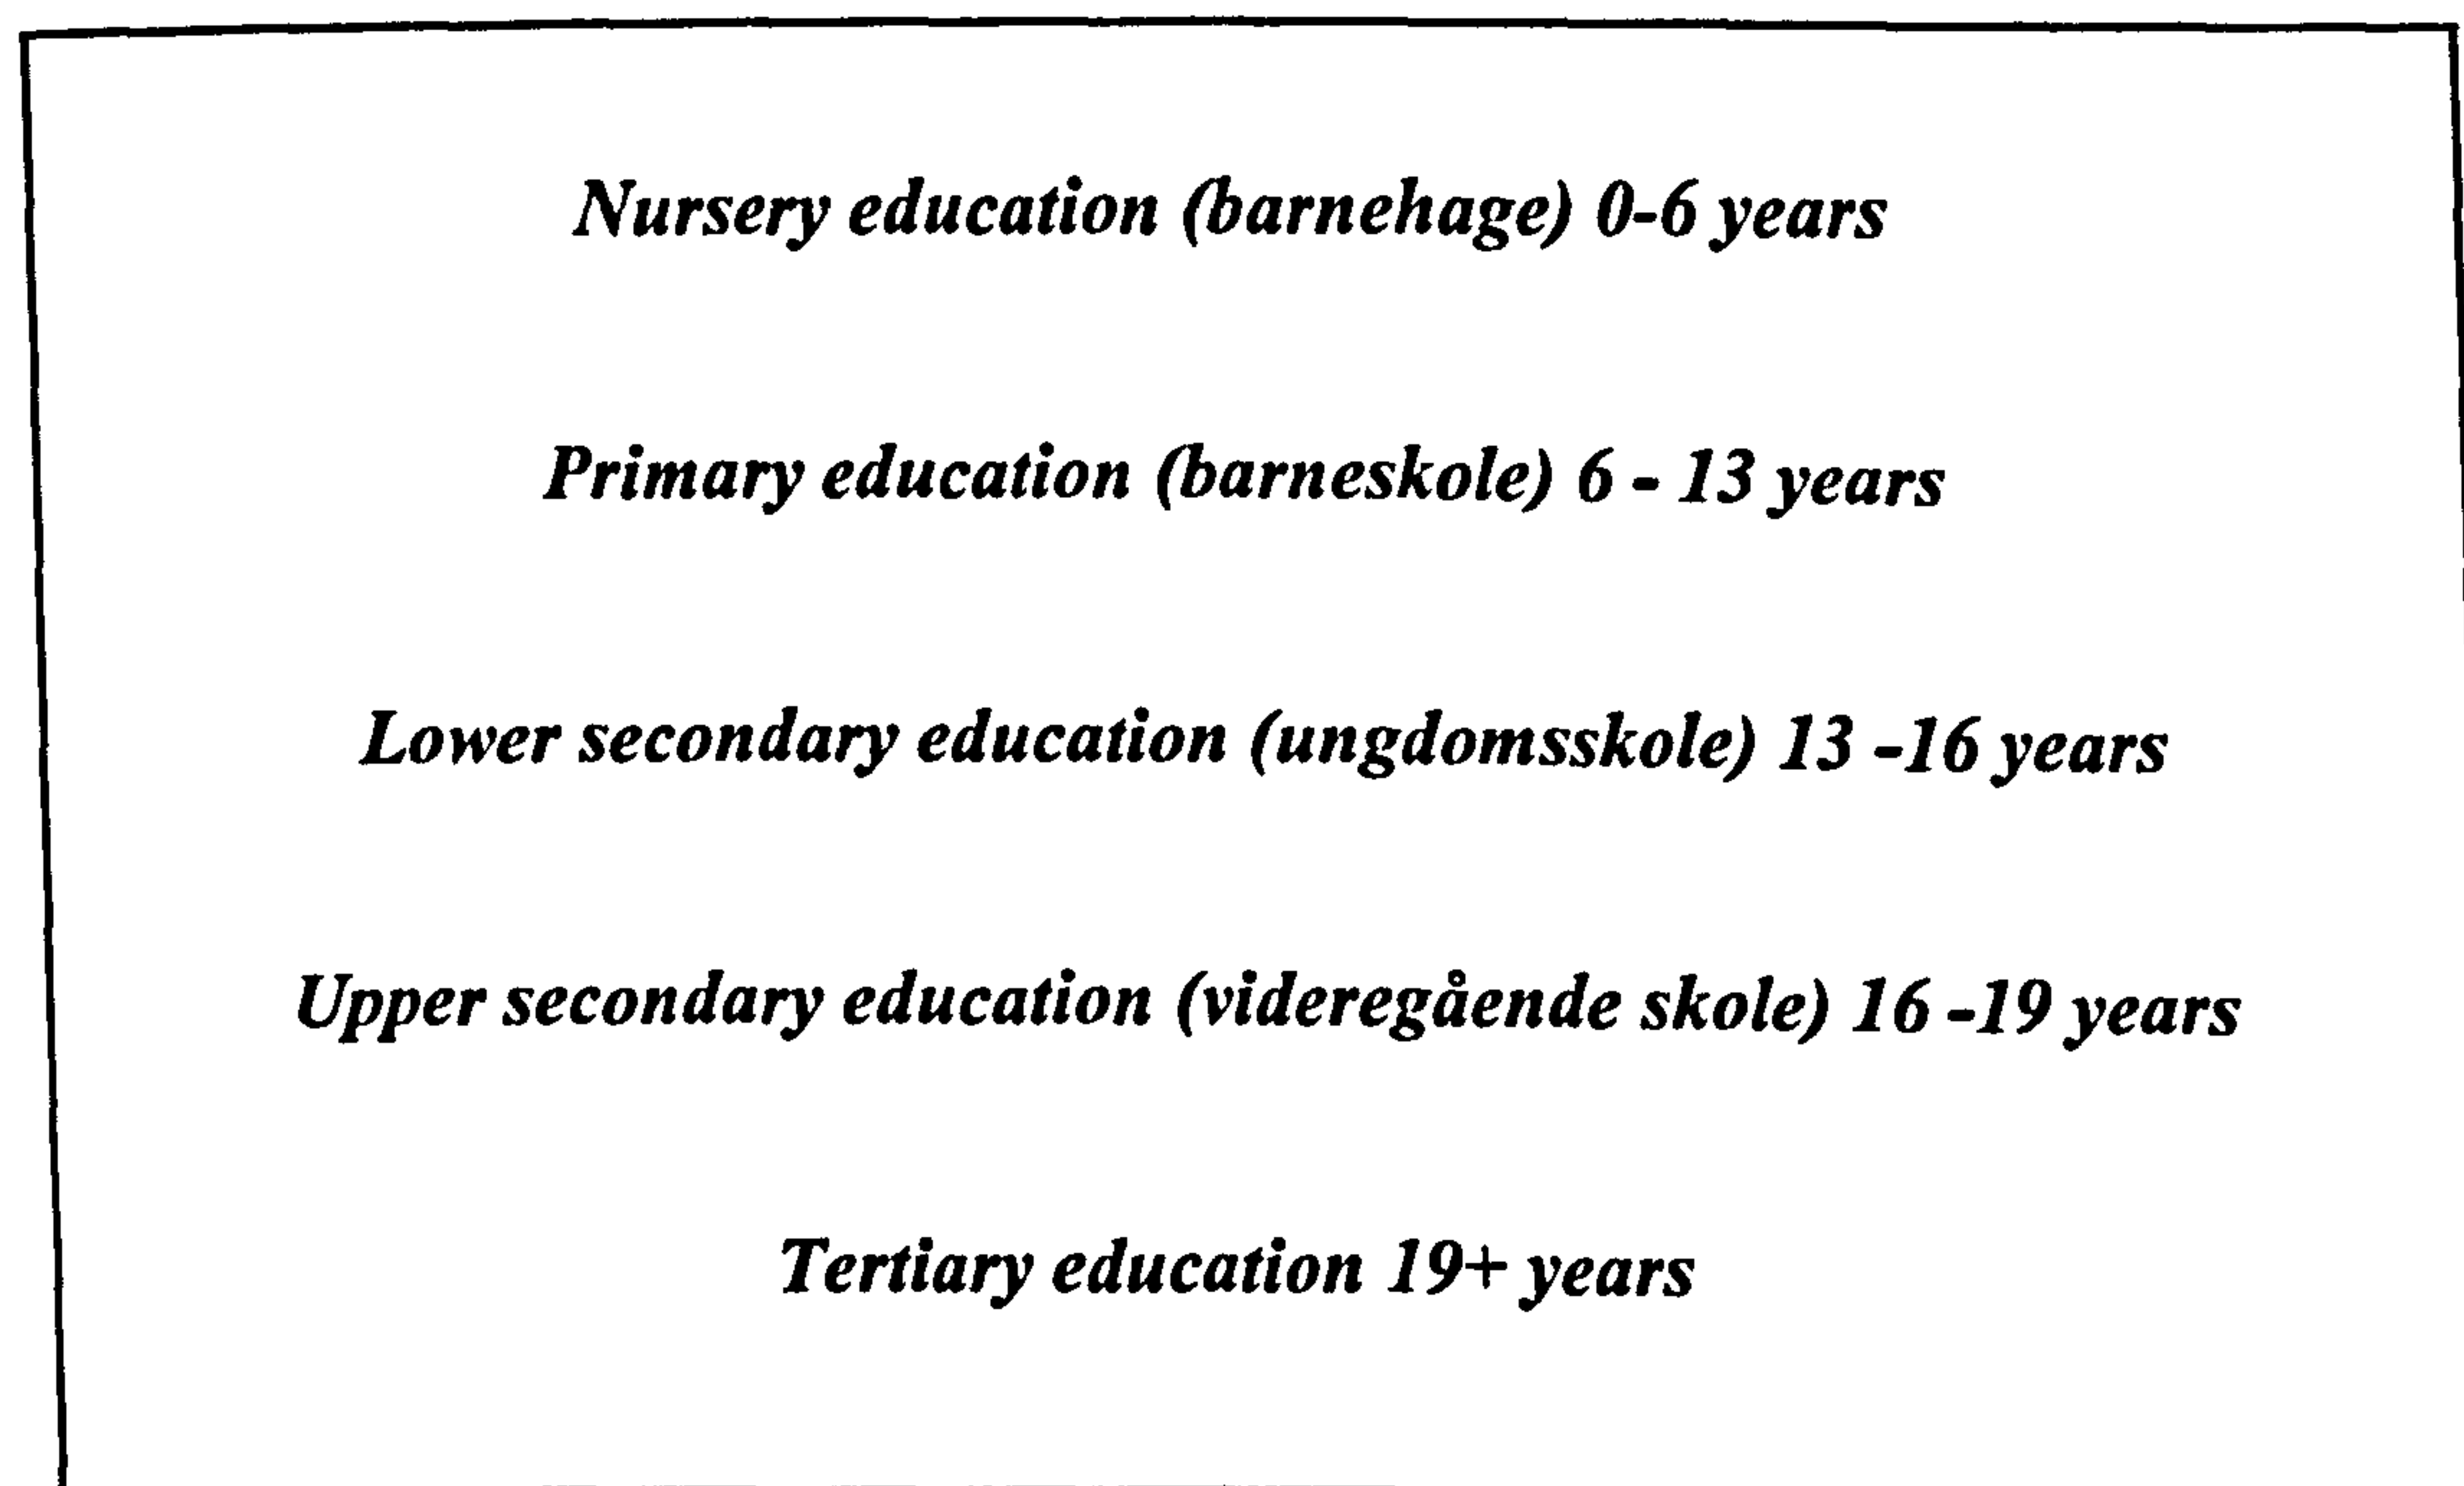 Nursery education (barnehage) 0-6 years
Primary education (barneskole) 6 - 13 years
Lower secondary education (ungdomsskole) 13 -16 years
Upper secondary education (videregående skole) 16 -19 years
Tertiary education 19+ years